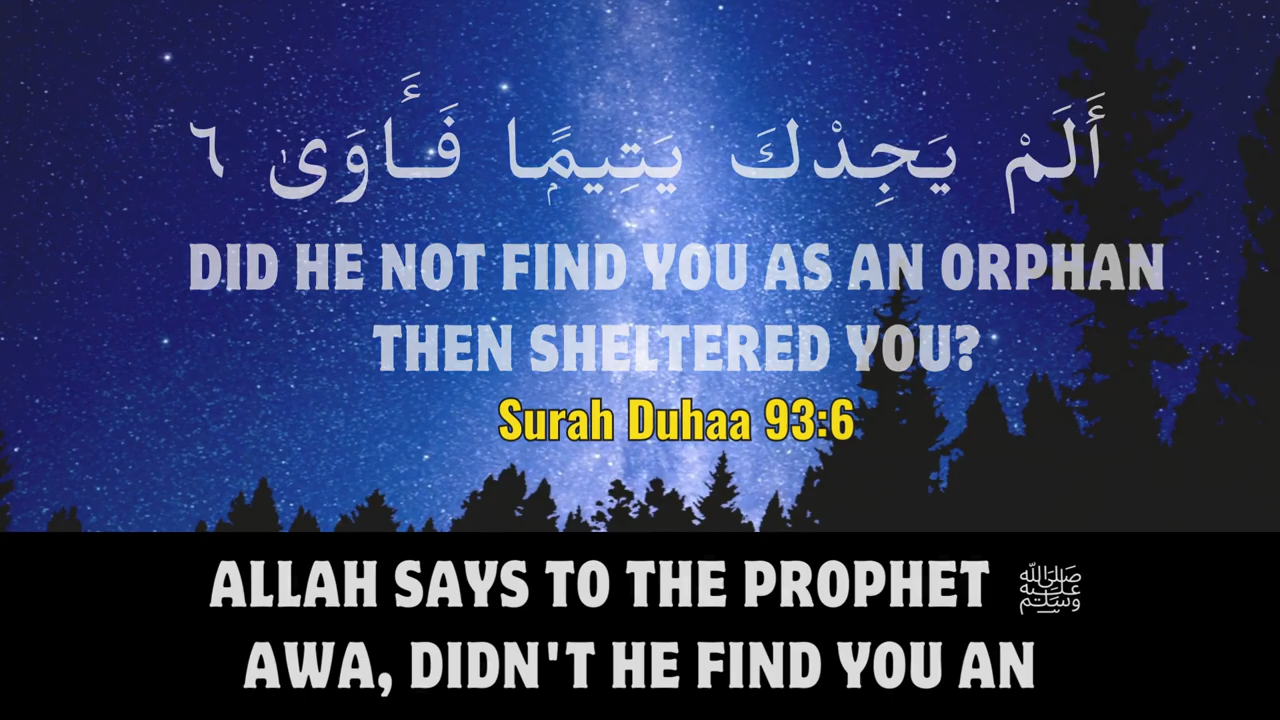 أَلَمْ يَجِدْكَ يَتِيمًۭا فَـَٔاوَىٰ ٦
DID HE NOT FIND YOU AS AN ORPHAN
THEN SHELTERED YOU?
Surah Duhaa 93:6
ALLAH SAYS TO THE PROPHET ﷺ
AWA, DIDN'T HE FIND YOU AN